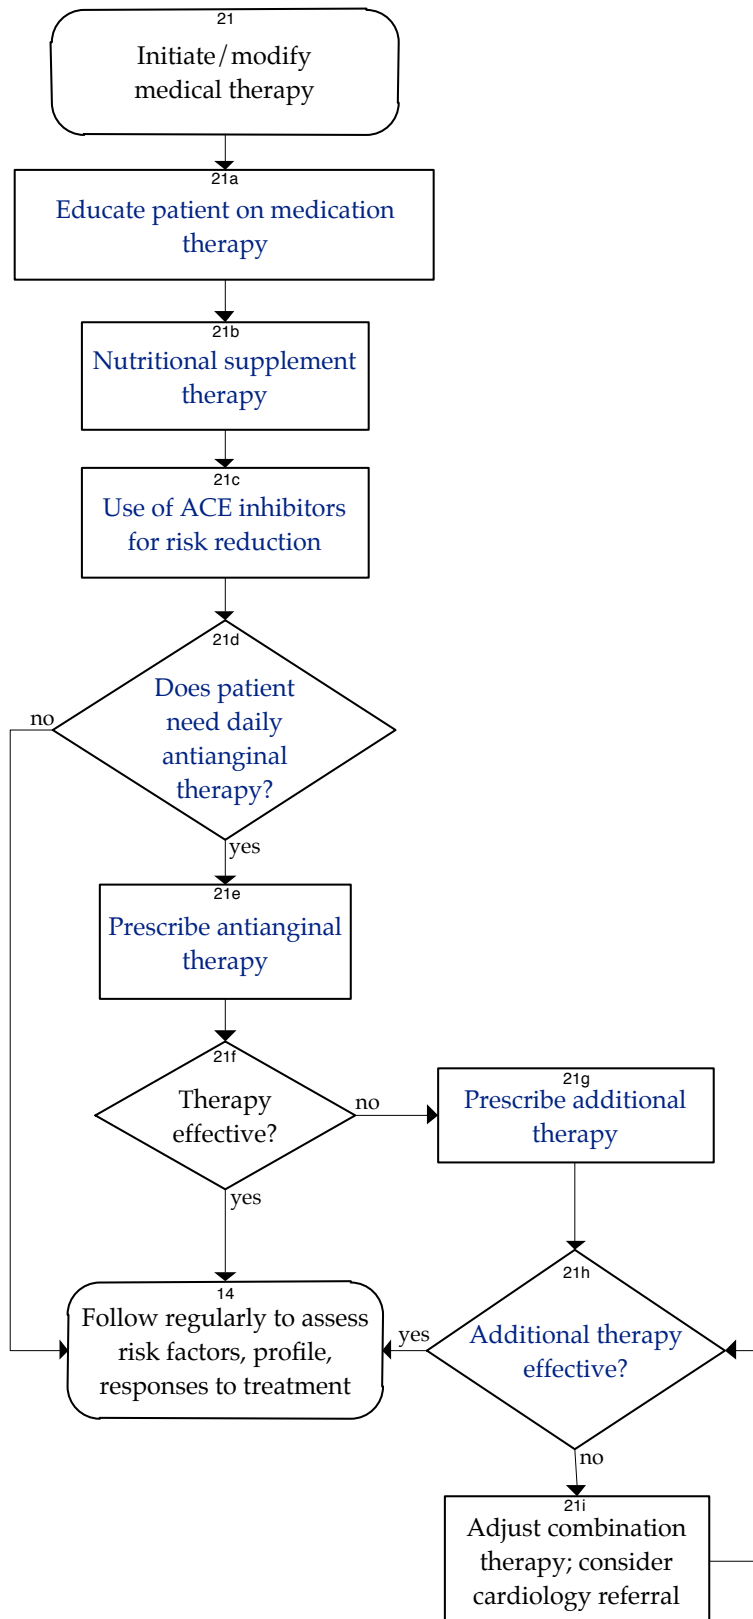 21
Initiate/modify
medical therapy
21a
Educate patient on medication
therapy
21b
Nutritional supplement
therapy
21c
Use of ACE inhibitors
for risk reduction
21d
Does patient
need daily
antianginal
therapy?
no
yes
21e
Prescribe antianginal
therapy
21f
Therapy
effective?
no
yes
21g
Prescribe additional
therapy
21h
Additional therapy
effective?
yes
no
14
Follow regularly to assess
risk factors, profile,
responses to treatment
21i
Adjust combination
therapy; consider
cardiology referral